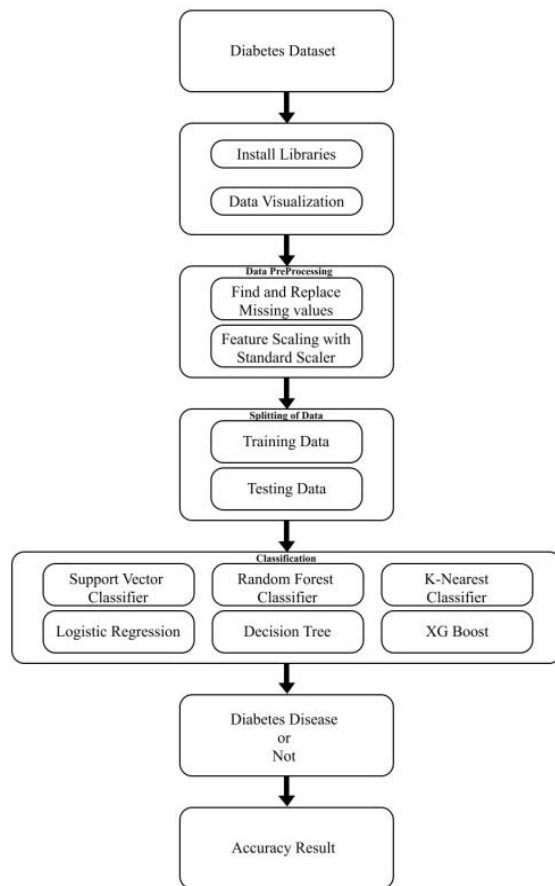 Diabetes Dataset
Install Libraries
Data Visualization
Data PreProcessing
Find and Replace
Missing values
Feature Scaling with
Standard Scaler
Splitting of Data
Training Data
Testing Data
Classification
Support Vector
Classifier
Random Forest
Classifier
K-Nearest
Classifier
Logistic Regression
Decision Tree
XG Boost
Diabetes Disease
or
Not
Accuracy Result